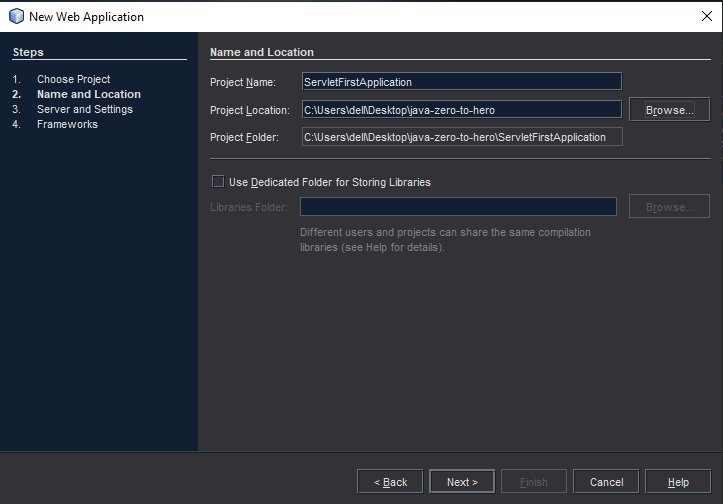 New Web Application
Steps
1. Choose Project
2. Name and Location
3. Server and Settings
4. Frameworks
Name and Location
Project Name: ServletFirstApplication
Project Location: C:\Users\dell\Desktop\java-zero-to-hero Browse...
Project Folder: C:\Users\dell\Desktop\java-zero-to-hero\ServletFirstApplication
Use Dedicated Folder for Storing Libraries
Libraries Folder: Browse...
Different users and projects can share the same compilation
libraries (see Help for details).
< Back Next > Finish Cancel Help